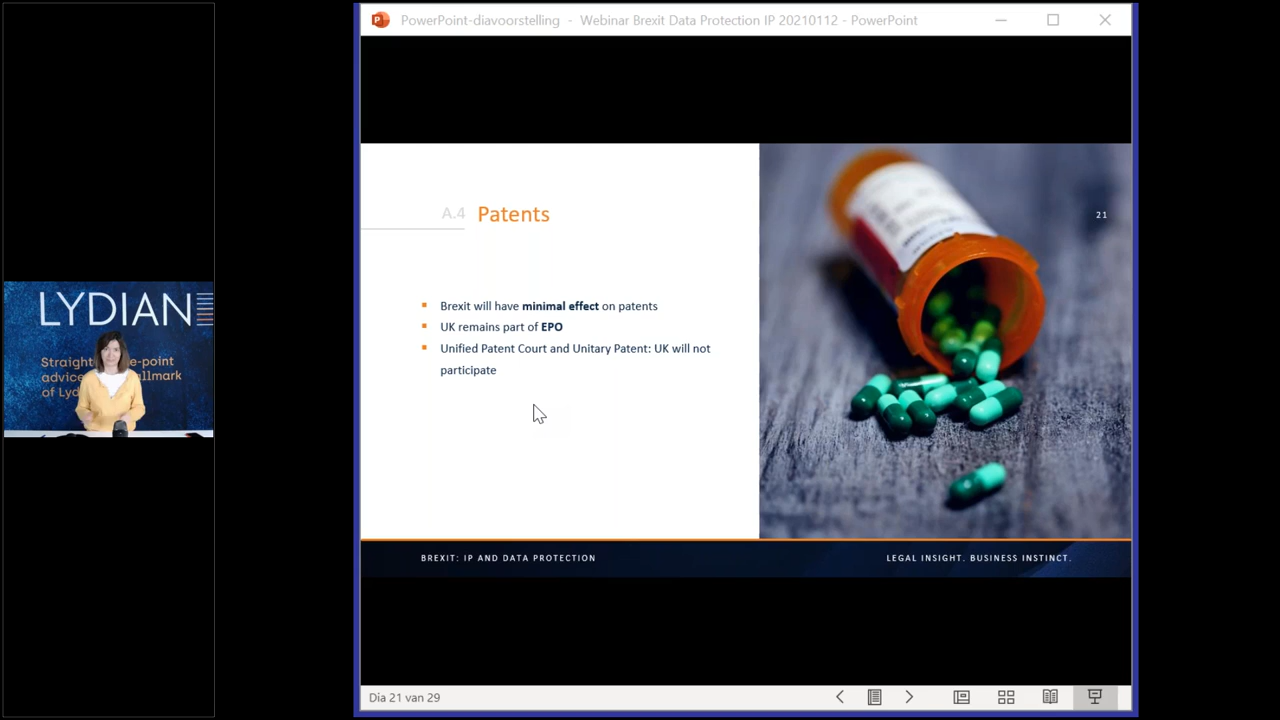 PowerPoint-diavoorstelling - Webinar Brexit Data Protection IP 20210112 - PowerPoint
LYDIAN
Straight e-point
advice llmark
of Lyd
A.4 Patents
21
Brexit will have minimal effect on patents
UK remains part of EPO
Unified Patent Court and Unitary Patent: UK will not
participate
BREXIT: IP AND DATA PROTECTION
LEGAL INSIGHT. BUSINESS INSTINCT.
Dia 21 van 29